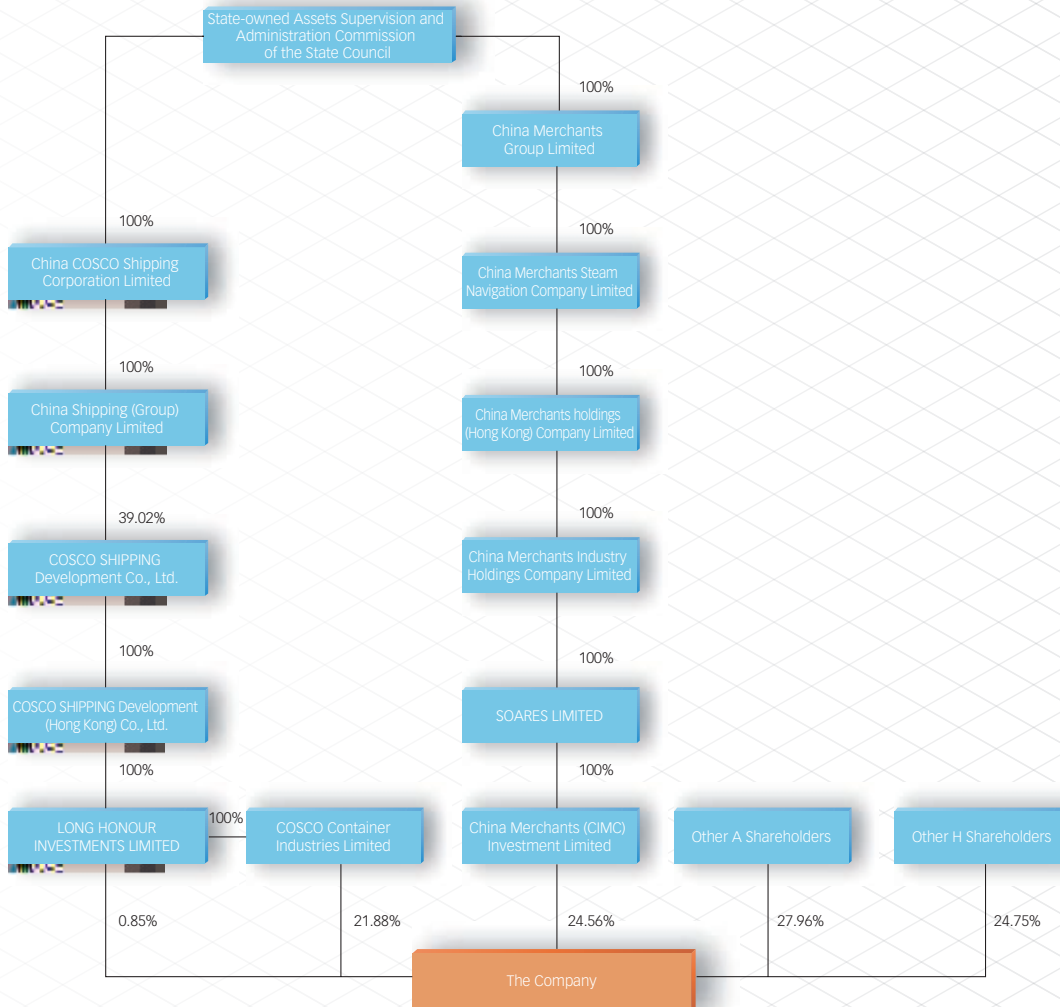 State-owned Assets Supervision and
Administration Commission
of the State Council
100%
China Merchants
Group Limited
100%
China COSCO Shipping
Corporation Limited
100%
China Merchants Steam
Navigation Company Limited
100%
China Shipping (Group)
Company Limited
100%
China Merchants holdings
(Hong Kong) Company Limited
39.02%
COSCO SHIPPING
Development Co., Ltd.
100%
China Merchants Industry
Holdings Company Limited
100%
COSCO SHIPPING Development
(Hong Kong) Co., Ltd.
100%
SOARES LIMITED
100%
LONG HONOUR
INVESTMENTS LIMITED
100%
COSCO Container
Industries Limited
100%
China Merchants (CIMC)
Investment Limited
Other A Shareholders
Other H Shareholders
0.85%
21.88%
24.56%
27.96%
24.75%
The Company